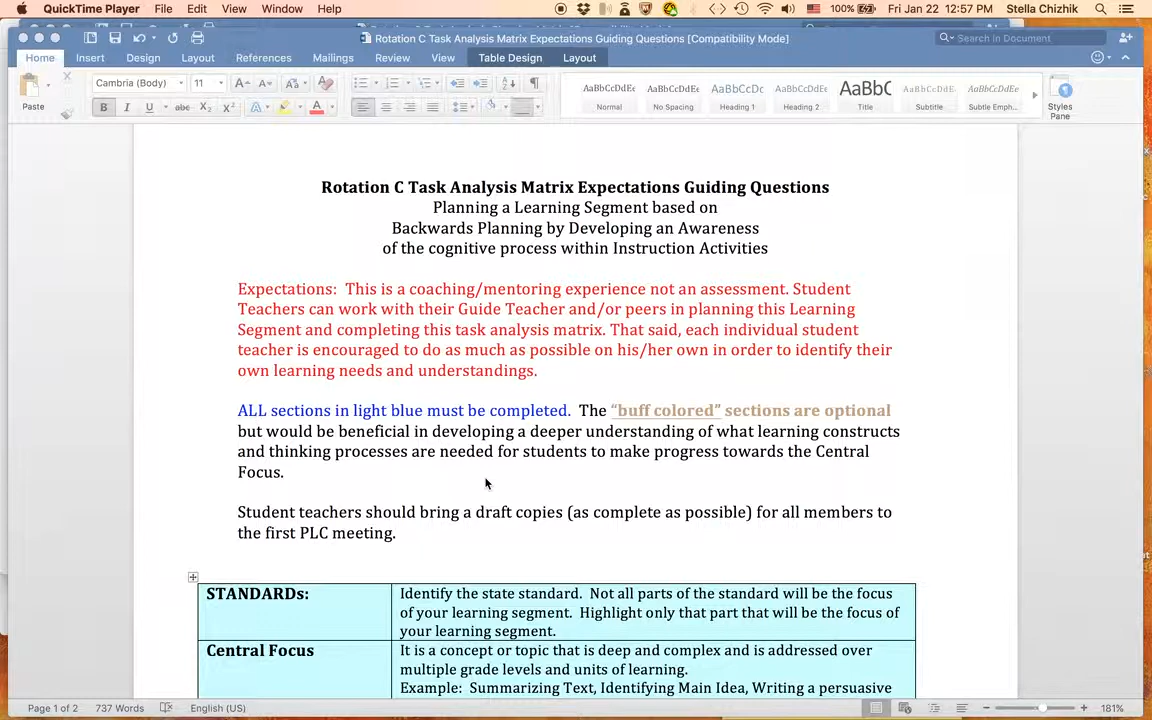 QuickTime Player File Edit View Window Help 100% Fri Jan 22 12:57 PM Stella Chizhik
Rotation C Task Analysis Matrix Expectations Guiding Questions [Compatibility Mode]
Search in Document
Home Insert Design Layout References Mailings Review View Table Design Layout
Paste
Cambria (Body) 11
AaBbCcDdEe AaBbCcDdEe AaBbCcDc AaBbCcDdEe AaBbC AaBbCcDdEe AaBbCcDdEe
Normal No Spacing Heading 1 Heading 2 Title Subtitle Subtle Emph...
Styles
Pane
Rotation C Task Analysis Matrix Expectations Guiding Questions
Planning a Learning Segment based on
Backwards Planning by Developing an Awareness
of the cognitive process within Instruction Activities
Expectations: This is a coaching/mentoring experience not an assessment. Student
Teachers can work with their Guide Teacher and/or peers in planning this Learning
Segment and completing this task analysis matrix. That said, each individual student
teacher is encouraged to do as much as possible on his/her own in order to identify their
own learning needs and understandings.
ALL sections in light blue must be completed. The “buff colored” sections are optional
but would be beneficial in developing a deeper understanding of what learning constructs
and thinking processes are needed for students to make progress towards the Central
Focus.
Student teachers should bring a draft copies (as complete as possible) for all members to
the first PLC meeting.
STANDARDs: Identify the state standard. Not all parts of the standard will be the focus
of your learning segment. Highlight only that part that will be the focus of
your learning segment.
Central Focus It is a concept or topic that is deep and complex and is addressed over
multiple grade levels and units of learning.
Example: Summarizing Text, Identifying Main Idea, Writing a persuasive
Page 1 of 2 737 Words English (US) 181%